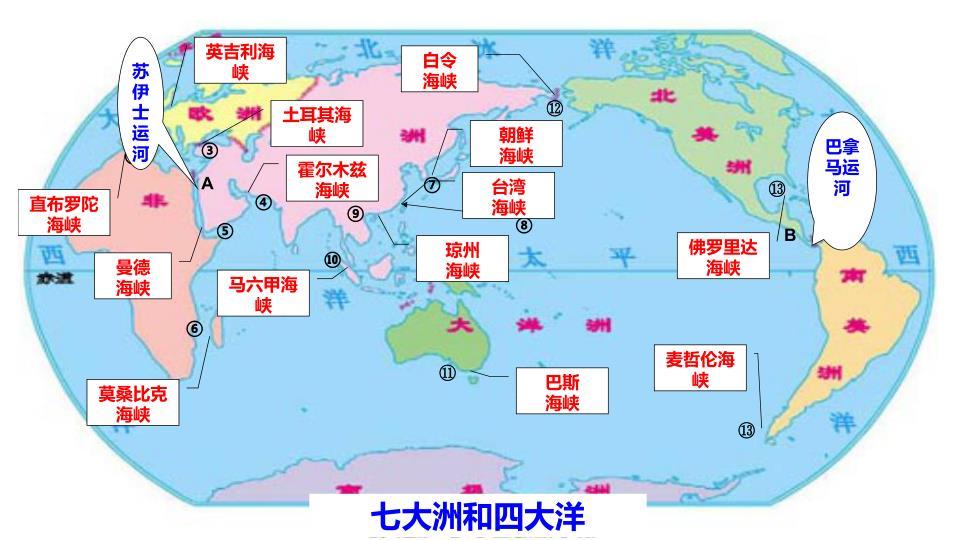 英吉利海
峡
白令
海峡
苏
伊
士
运
河
北 冰 洋
欧 洲
土耳其海
峡
洲
朝鲜
海峡
北
美
洲
巴拿
马运
河
③
⑫
霍尔木兹
海峡
⑦
台湾
海峡
⑬
A
直布罗陀
海峡
非
④
⑨
⑧
⑤
B
曼德
海峡
琼州
海峡
佛罗里达
海峡
西
太 平
西
赤道
⑩
马六甲海
峡
洋
南
美
洲
大 洋 洲
⑥
莫桑比克
海峡
⑪
巴斯
海峡
麦哲伦海
峡
⑬
洋
南 极 洲
七大洲和四大洋